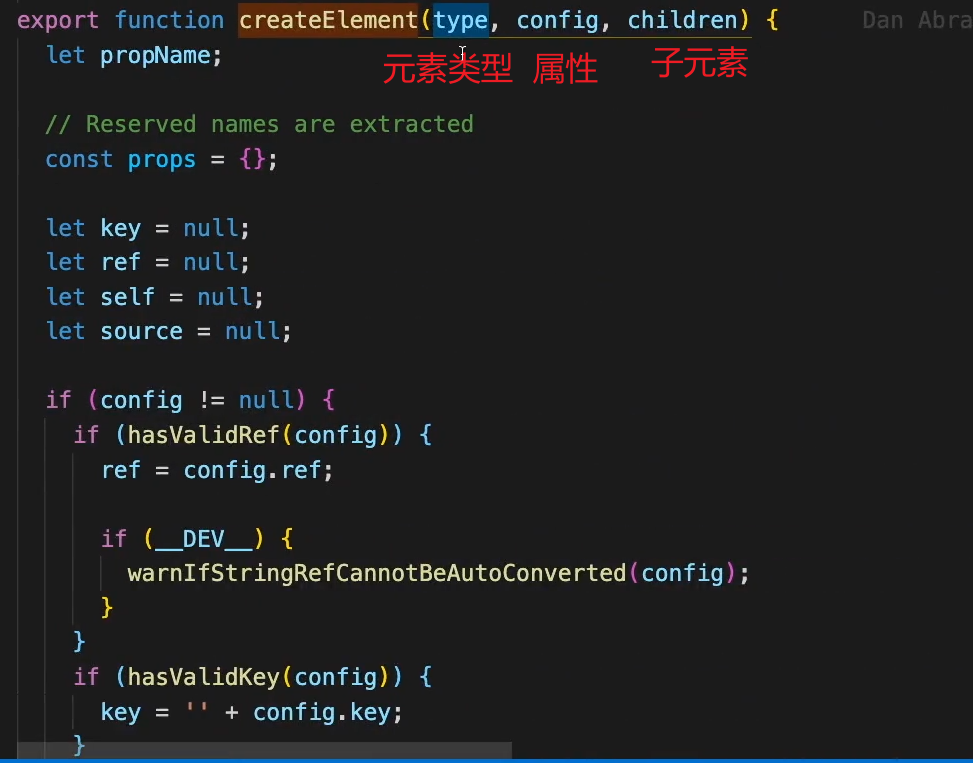 export function createElement(type, config, children) { Dan Abra
let propName;
元素类型 属性 子元素
// Reserved names are extracted
const props = {};
let key = null;
let ref = null;
let self = null;
let source = null;
if (config != null) {
if (hasValidRef(config)) {
ref = config.ref;
if (__DEV__) {
warnIfStringRefCannotBeAutoConverted(config);
}
}
if (hasValidKey(config)) {
key = '' + config.key;
}